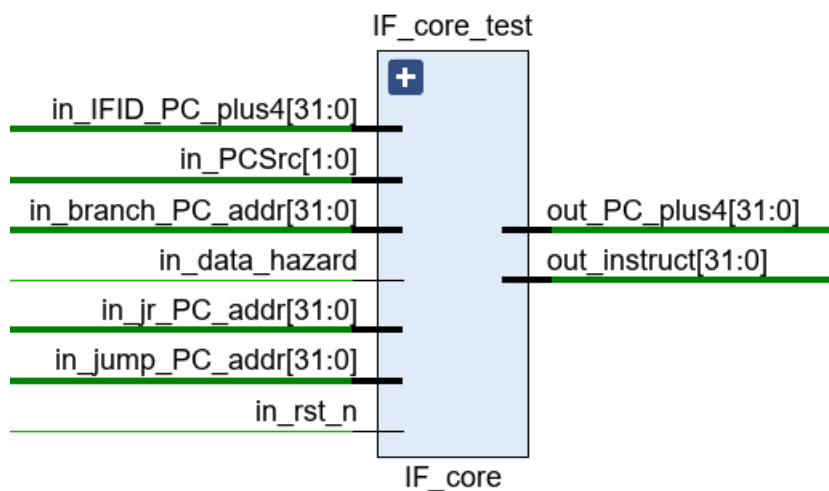 IF_core_test
in_IFID_PC_plus4[31:0]
in_PCSrc[1:0]
in_branch_PC_addr[31:0]
in_data_hazard
in_jr_PC_addr[31:0]
in_jump_PC_addr[31:0]
in_rst_n
out_PC_plus4[31:0]
out_instruct[31:0]
IF_core